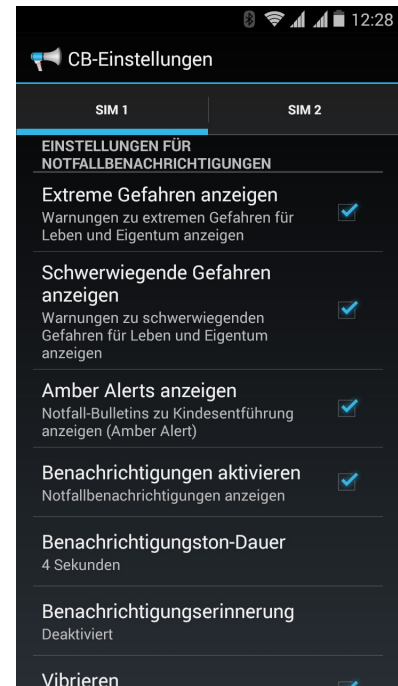 12:28
CB-Einstellungen
SIM 1
SIM 2
EINSTELLUNGEN FÜR
NOTFALLBENACHRICHTIGUNGEN
Extreme Gefahren anzeigen
Warnungen zu extremen Gefahren für
Leben und Eigentum anzeigen
Schwerwiegende Gefahren
anzeigen
Warnungen zu schwerwiegenden
Gefahren für Leben und Eigentum
anzeigen
Amber Alerts anzeigen
Notfall-Bulletins zu Kindesentführung
anzeigen (Amber Alert)
Benachrichtigungen aktivieren
Notfallbenachrichtigungen anzeigen
Benachrichtigungston-Dauer
4 Sekunden
Benachrichtigungserinnerung
Deaktiviert
Vibrieren